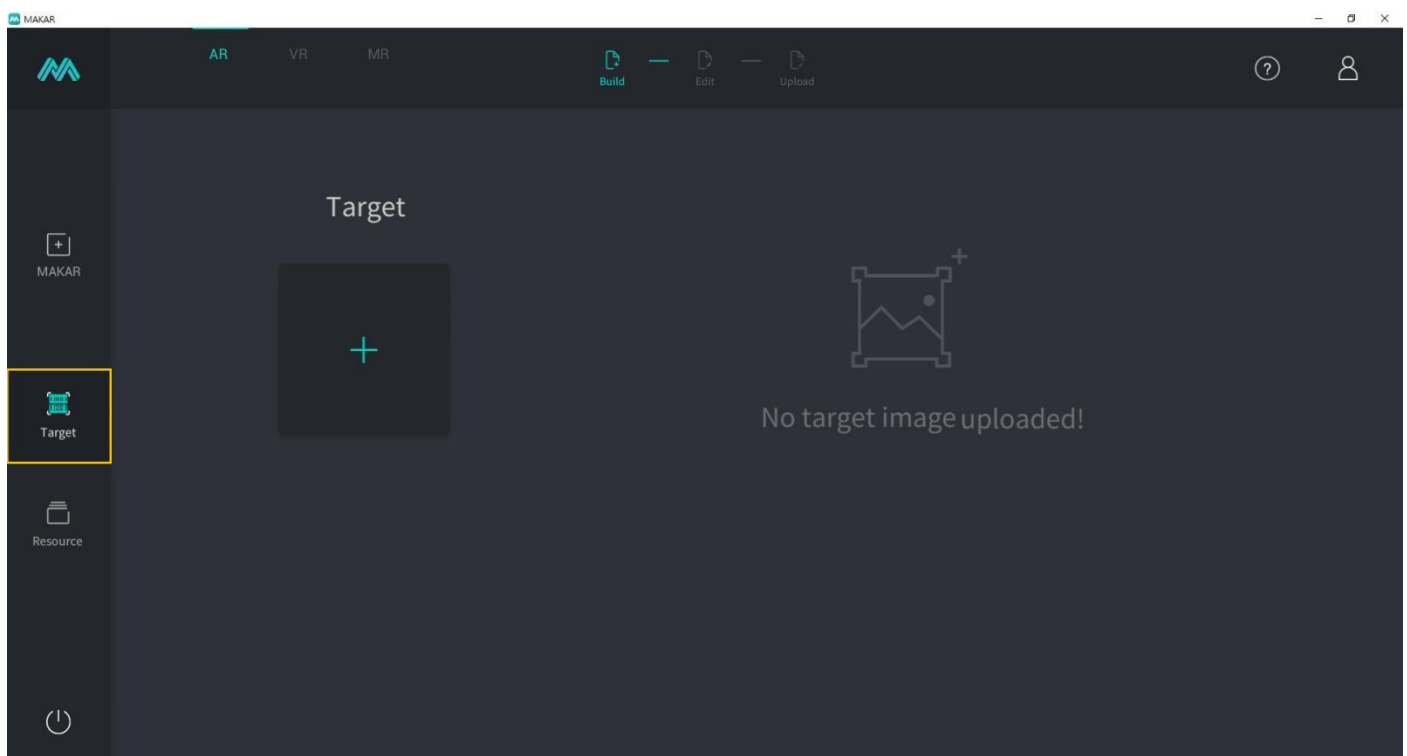 MAKAR
AR VR MR
Build Edit Upload
?
Target
MAKAR
No target image uploaded!
Target
Resource